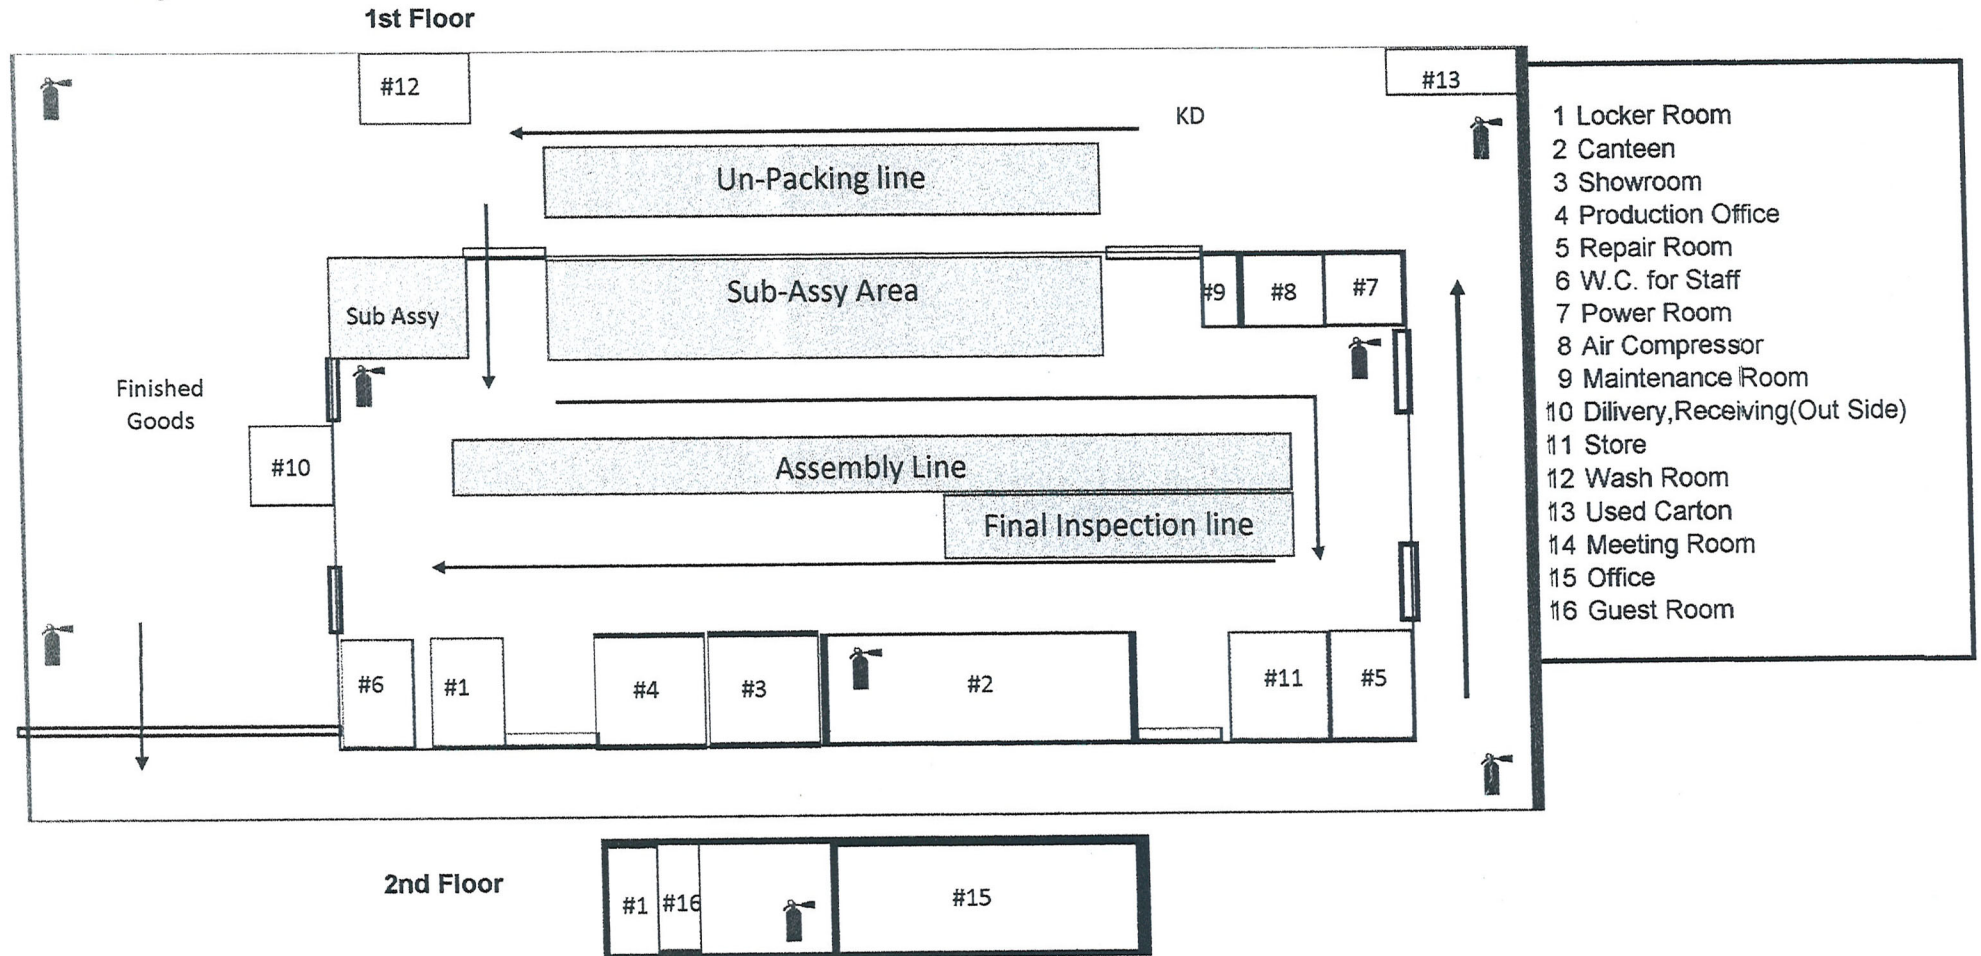 1st Floor
#12
#13
KD
Un-Packing line
Sub-Assy Area
Sub Assy
#9
#8
#7
Finished
Goods
#10
Assembly Line
Final Inspection line
#6
#1
#4
#3
#2
#11
#5
1 Locker Room
2 Canteen
3 Showroom
4 Production Office
5 Repair Room
6 W.C. for Staff
7 Power Room
8 Air Compressor
9 Maintenance Room
10 Dilivery,Receiving(Out Side)
11 Store
12 Wash Room
13 Used Carton
14 Meeting Room
15 Office
16 Guest Room
2nd Floor
#1
#16
#15